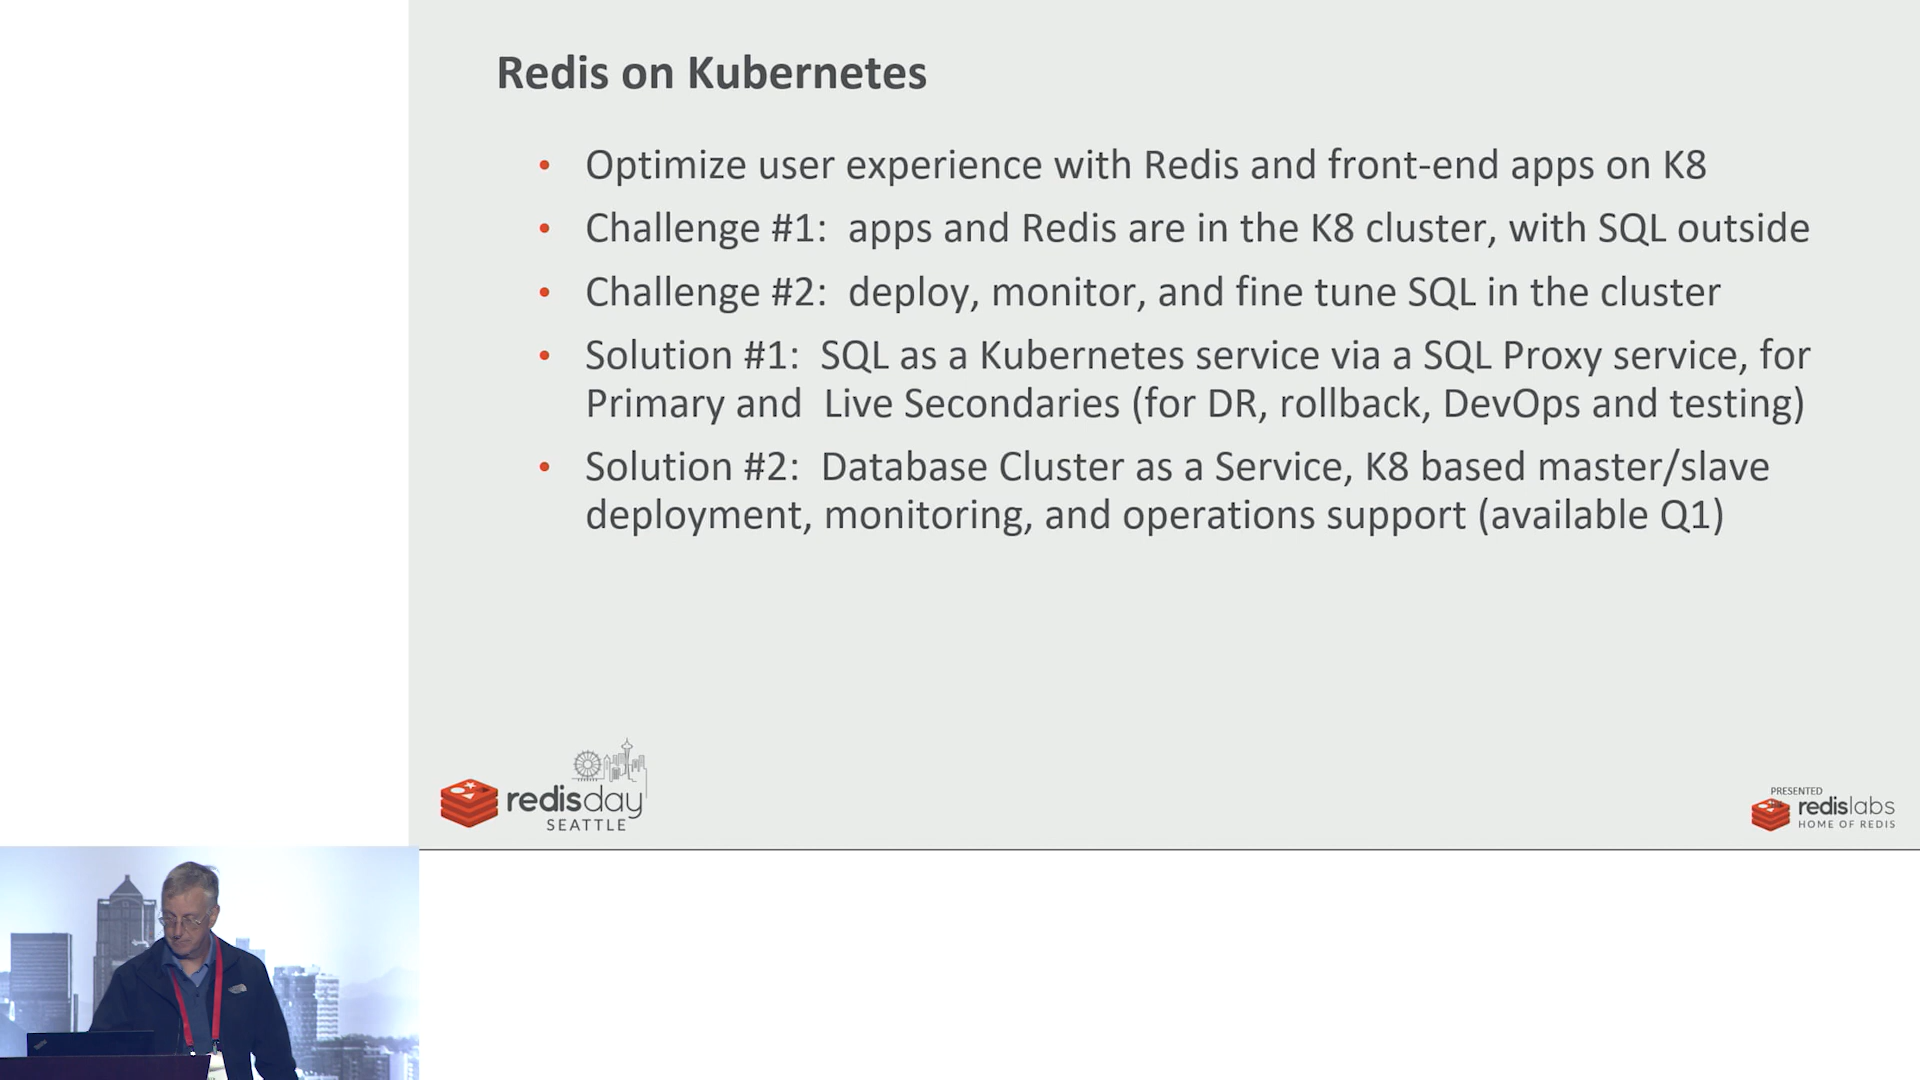 Redis on Kubernetes
• Optimize user experience with Redis and front-end apps on K8
• Challenge #1:  apps and Redis are in the K8 cluster, with SQL outside
• Challenge #2:  deploy, monitor, and fine tune SQL in the cluster
• Solution #1:  SQL as a Kubernetes service via a SQL Proxy service, for
Primary and  Live Secondaries (for DR, rollback, DevOps and testing)
• Solution #2:  Database Cluster as a Service, K8 based master/slave
deployment, monitoring, and operations support (available Q1)
redisday
SEATTLE
PRESENTED
redislabs
HOME OF REDIS